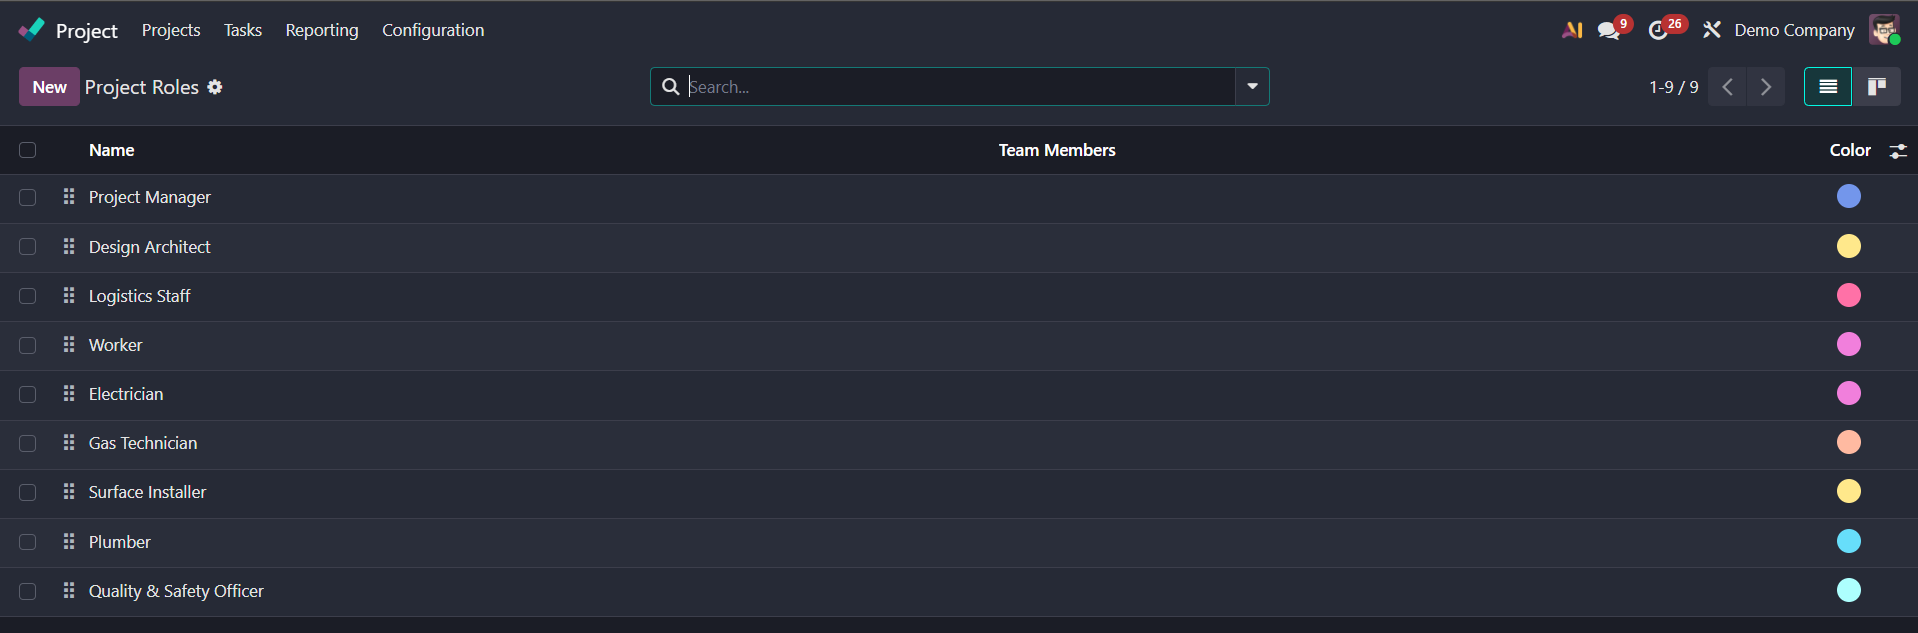 Project Projects Tasks Reporting Configuration AI 9 26 Demo Company
New Project Roles Search... 1-9 / 9
Name Team Members Color
Project Manager
Design Architect
Logistics Staff
Worker
Electrician
Gas Technician
Surface Installer
Plumber
Quality & Safety Officer